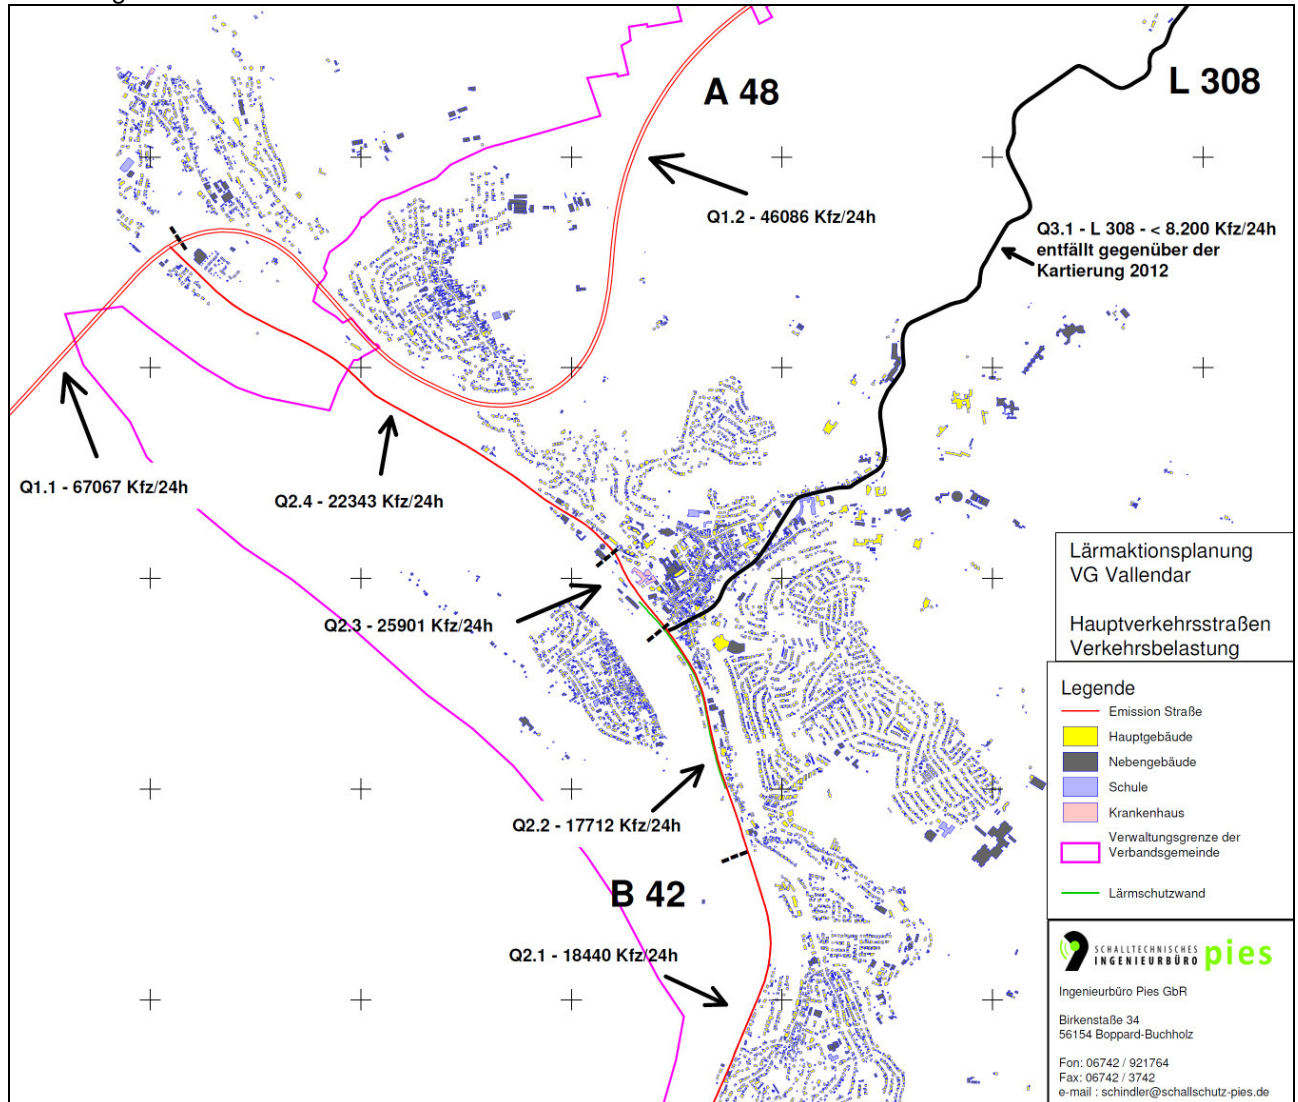 A 48
L 308
Q1.2 - 46086 Kfz/24h
Q3.1 - L 308 - < 8.200 Kfz/24h
entfällt gegenüber der
Kartierung 2012
Q1.1 - 67067 Kfz/24h
Q2.4 - 22343 Kfz/24h
Q2.3 - 25901 Kfz/24h
Q2.2 - 17712 Kfz/24h
B 42
Q2.1 - 18440 Kfz/24h
Lärmaktionsplanung
VG Vallendar
Hauptverkehrsstraßen
Verkehrsbelastung
Legende
Emission Straße
Hauptgebäude
Nebengebäude
Schule
Krankenhaus
Verwaltungsgrenze der
Verbandsgemeinde
Lärmschutzwand
SCHALLTECHNISCHES
INGENIEURBÜRO pies
Ingenieurbüro Pies GbR
Birkenstaße 34
56154 Boppard-Buchholz
Fon: 06742 / 921764
Fax: 06742 / 3742
e-mail : schindler@schallschutz-pies.de